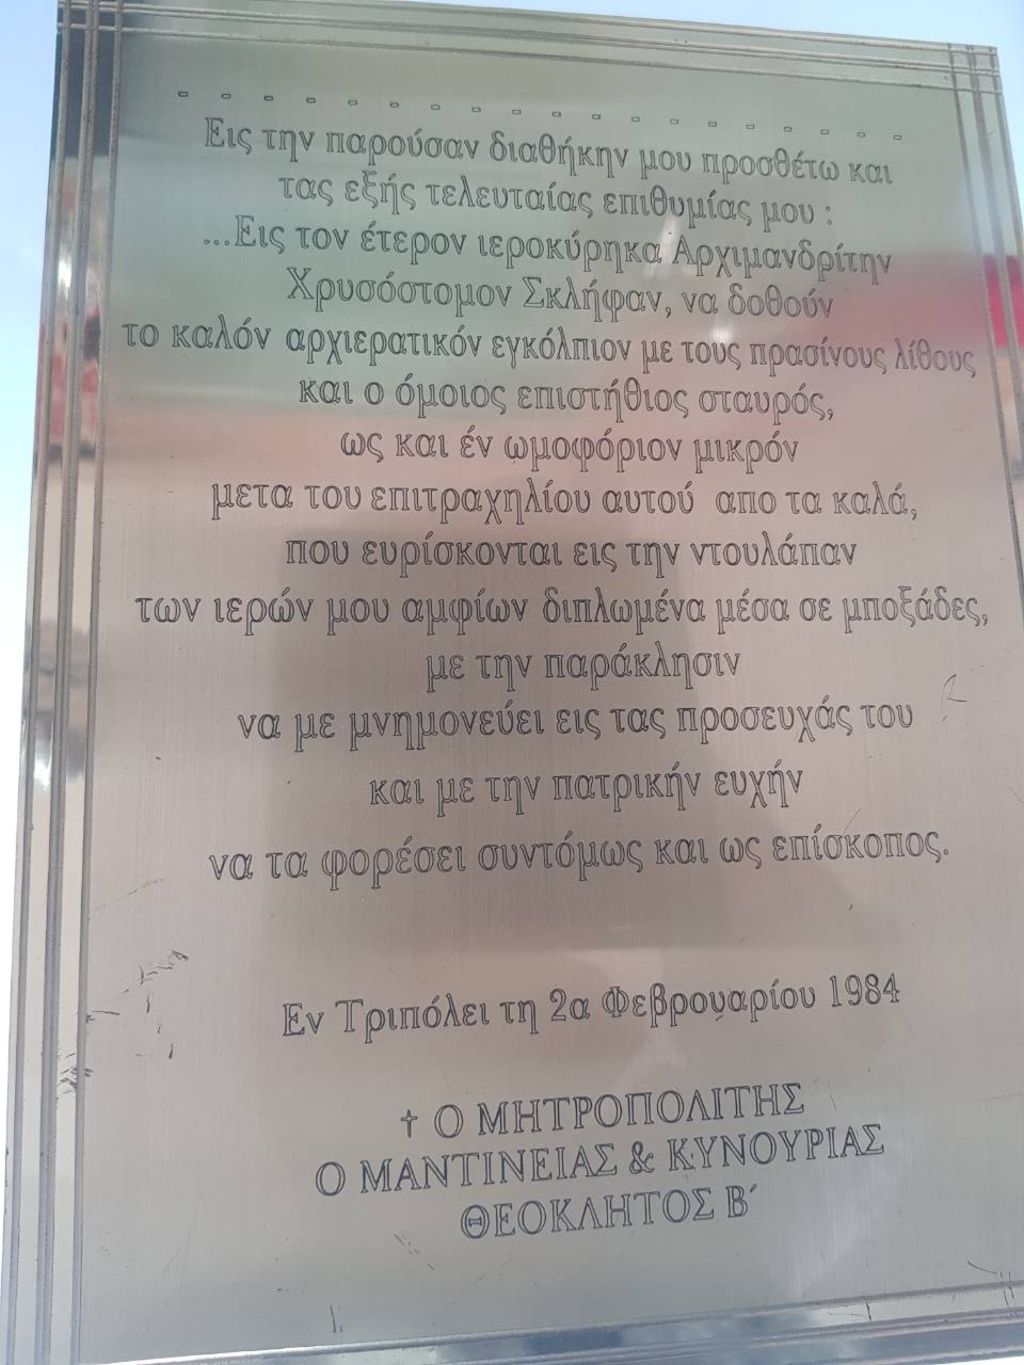 Εις την παρούσαν διαθήκην μου προσθέτω και
τας εξής τελευταίας επιθυμίας μου :
...Εις τον έτερον ιεροκύρηκα Αρχιμανδρίτην
Χρυσόστομον Σκλήφαν, να δοθούν
το καλόν αρχιερατικόν εγκόλπιον με τους πρασίνους λίθους
και ο όμοιος επιστήθιος σταυρός,
ως και έν ωμοφόριον μικρόν
μετα του επιτραχηλίου αυτού απο τα καλά,
που ευρίσκονται εις την ντουλάπαν
των ιερών μου αμφίων διπλωμένα μέσα σε μποξάδες,
με την παράκλησιν
να με μνημονεύει εις τας προσευχάς του
και με την πατρικήν ευχήν
να τα φορέσει συντόμως και ως επίσκοπος.
Εν Τριπόλει τη 2α Φεβρουαρίου 1984
† Ο ΜΗΤΡΟΠΟΛΙΤΗΣ
Ο ΜΑΝΤΙΝΕΙΑΣ & ΚΥΝΟΥΡΙΑΣ
ΘΕΟΚΛΗΤΟΣ Β΄